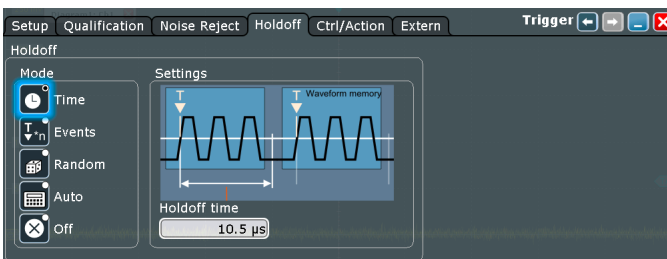 Setup Qualification Noise Reject Holdoff Ctrl/Action Extern Trigger
Holdoff
Mode
Settings
Time
T Waveform memory
T
Events
T *n
Random
Auto
Off
Holdoff time
10.5 µs